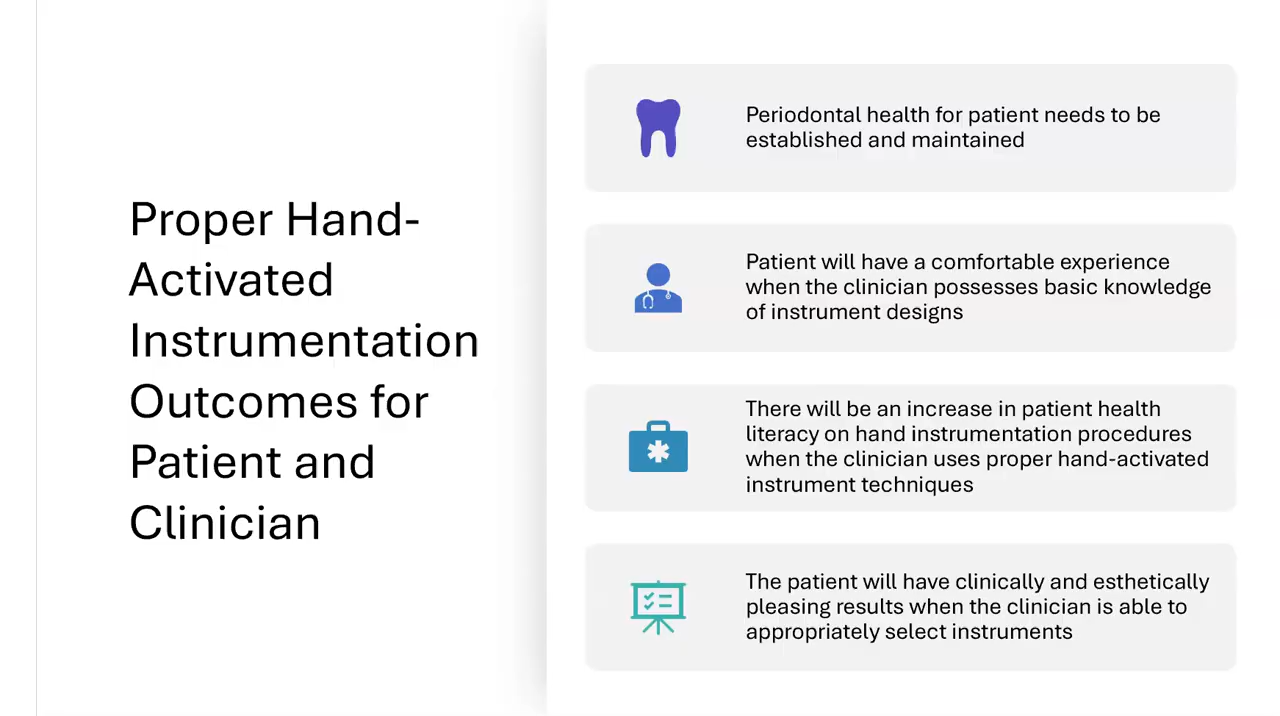 Proper Hand-
Activated
Instrumentation
Outcomes for
Patient and
Clinician
Periodontal health for patient needs to be
established and maintained
Patient will have a comfortable experience
when the clinician possesses basic knowledge
of instrument designs
There will be an increase in patient health
literacy on hand instrumentation procedures
when the clinician uses proper hand-activated
instrument techniques
The patient will have clinically and esthetically
pleasing results when the clinician is able to
appropriately select instruments